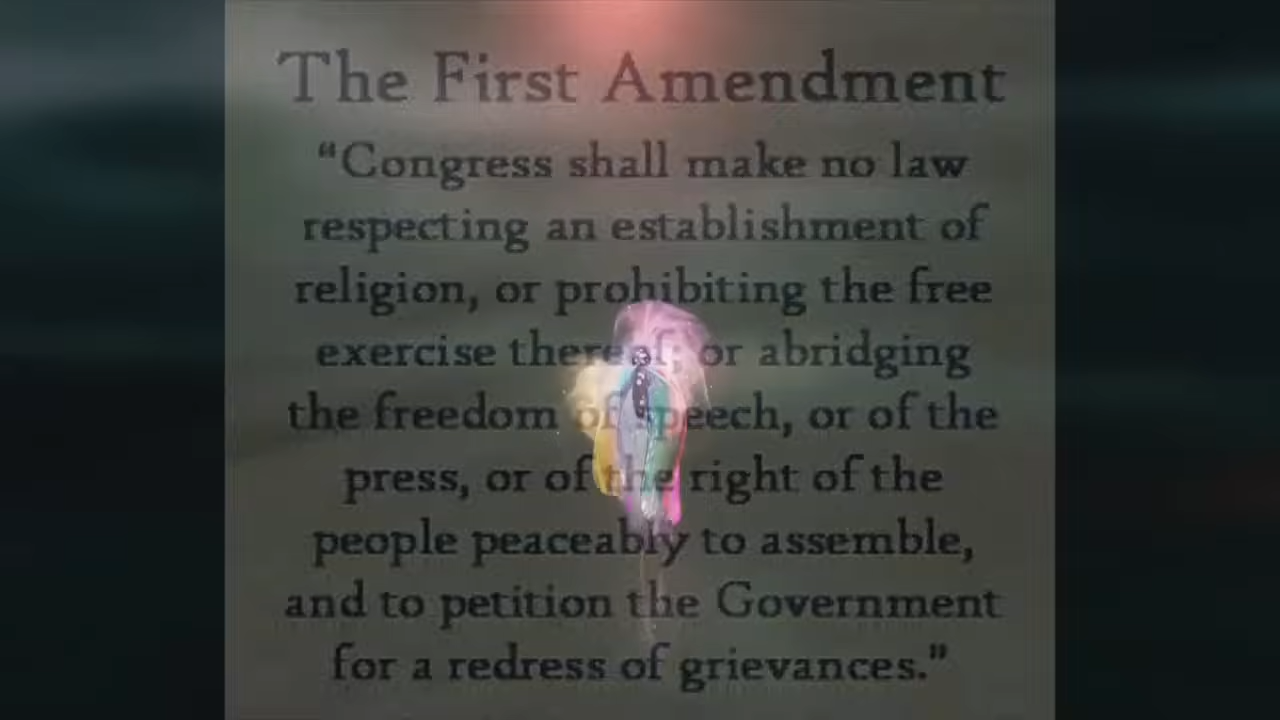 The First Amendment
“Congress shall make no law
respecting an establishment of
religion, or prohibiting the free
exercise thereof; or abridging
the freedom of speech, or of the
press, or of the right of the
people peaceably to assemble,
and to petition the Government
for a redress of grievances.”